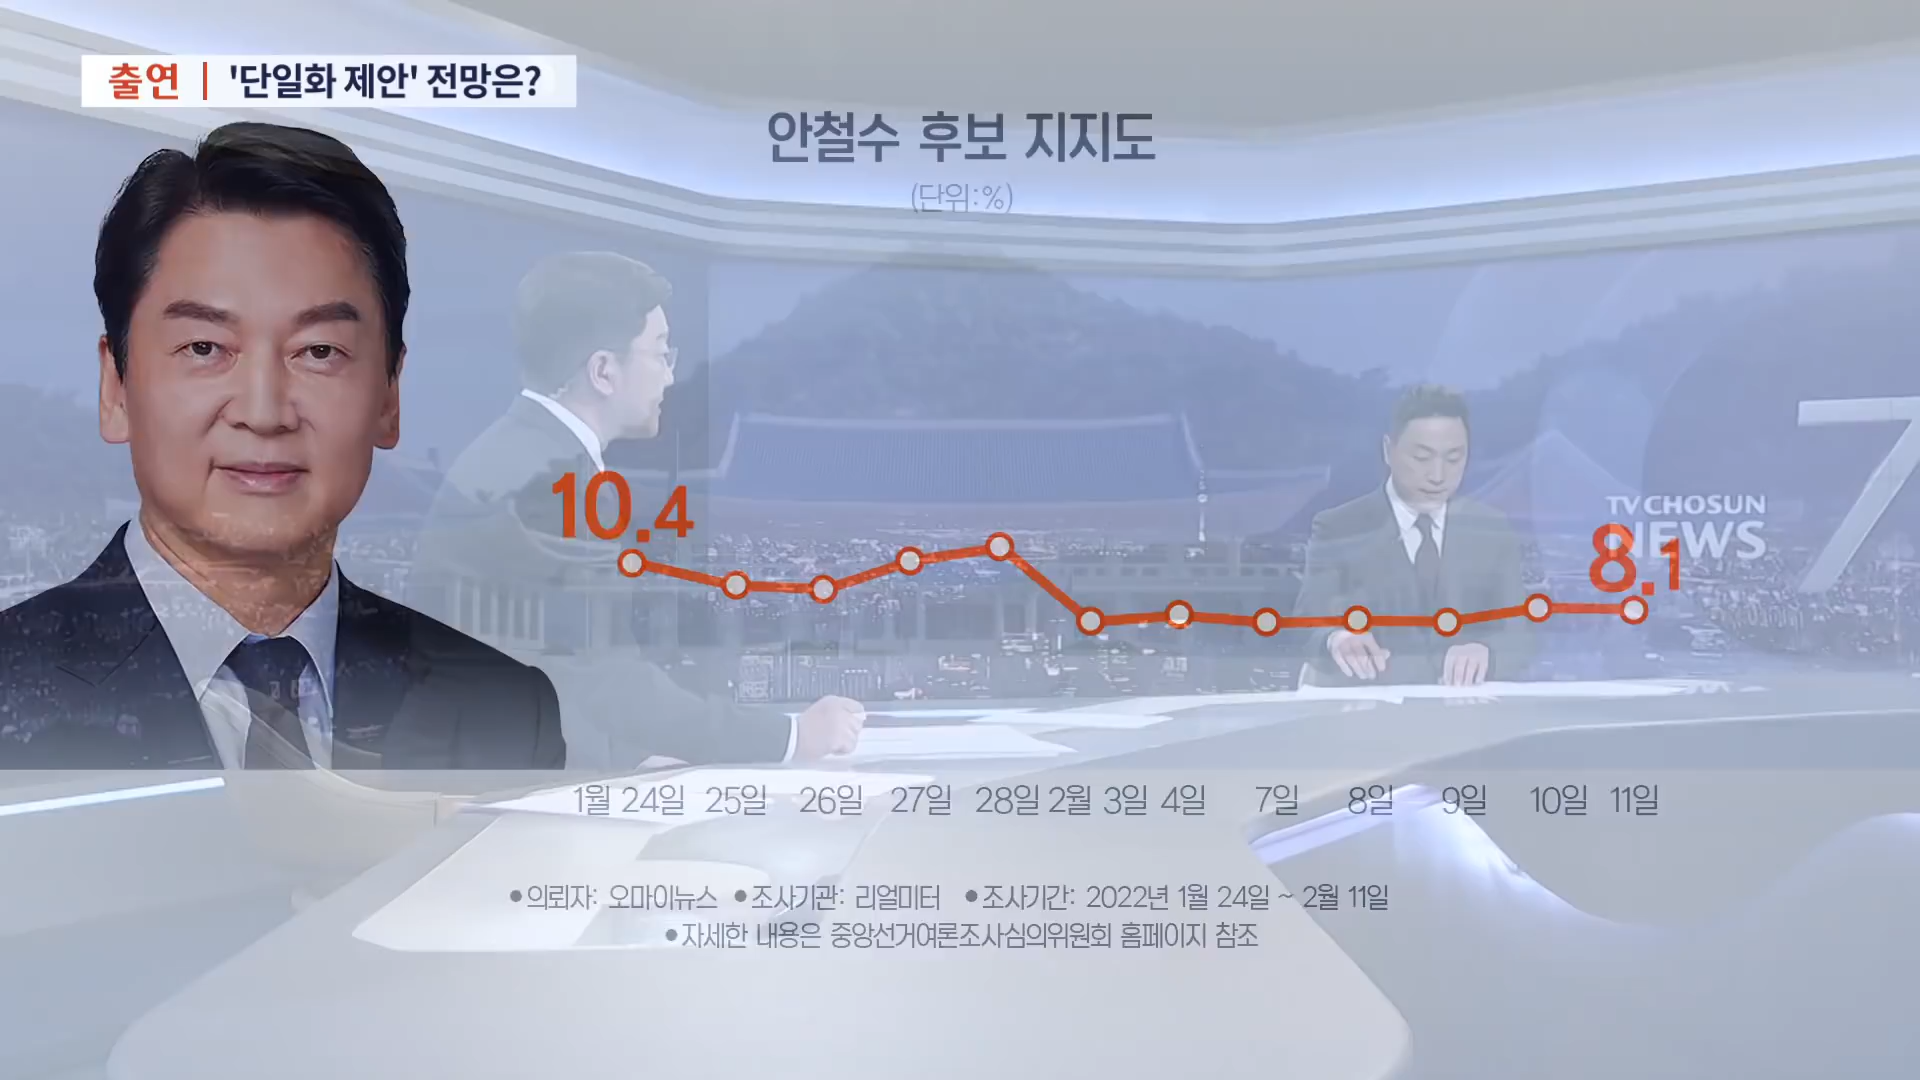 출연 | '단일화 제안' 전망은?
안철수 후보 지지도
(단위:%)
10.4
TV CHOSUN
NEWS
7
8.1
1월 24일 25일 26일 27일 28일 2월 3일 4일 7일 8일 9일 10일 11일
●의뢰자: 오마이뉴스 ●조사기관: 리얼미터 ●조사기간: 2022년 1월 24일 ~ 2월 11일
●자세한 내용은 중앙선거여론조사심의위원회 홈페이지 참조